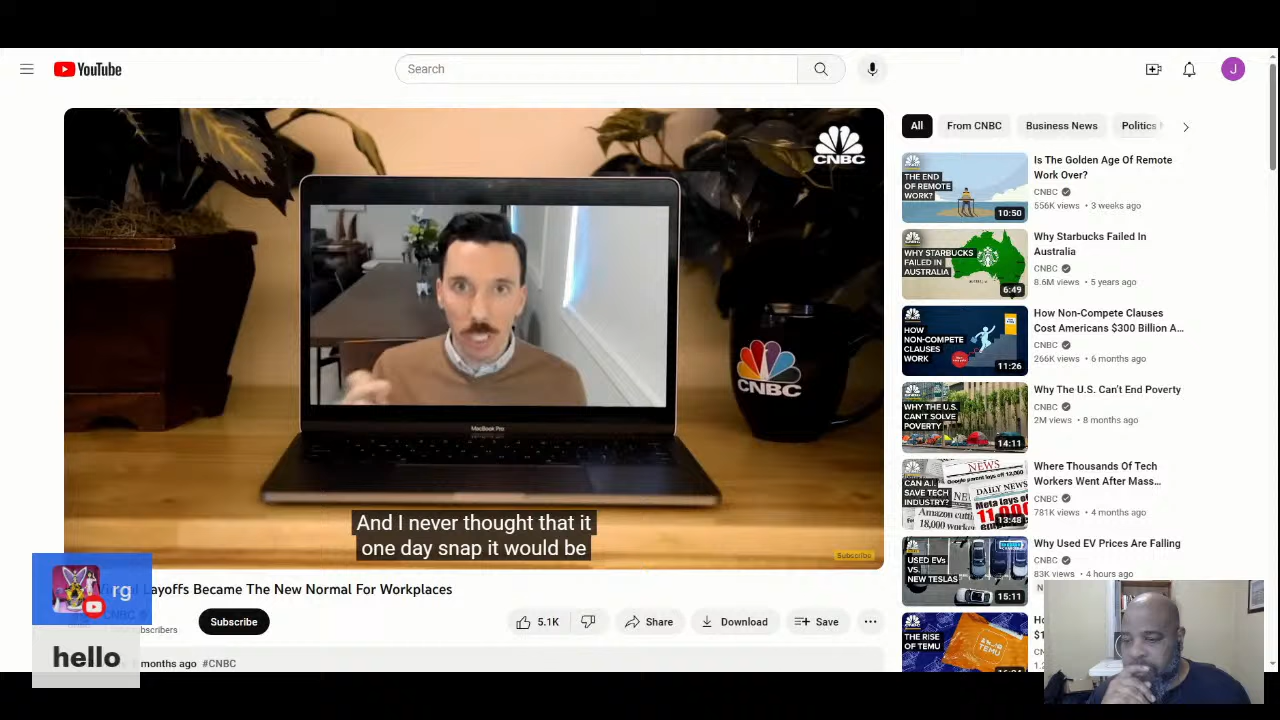 YouTube
Search
J
CNBC
MacBook Pro
CNBC
And I never thought that it
one day snap it would be
Subscribe
rg
Layoffs Became The New Normal For Workplaces
Subscribe
5.1K
Share
Download
Save
hello
months ago #CNBC
All
From CNBC
Business News
Politics
THE END
OF REMOTE
WORK?
10:50
Is The Golden Age Of Remote
Work Over?
CNBC
556K views • 3 weeks ago
WHY STARBUCKS
FAILED IN
AUSTRALIA
6:49
Why Starbucks Failed In
Australia
CNBC
8.6M views • 5 years ago
HOW
NON-COMPETE
CLAUSES
WORK
11:26
How Non-Compete Clauses
Cost Americans $300 Billion A...
CNBC
266K views • 6 months ago
WHY THE U.S.
CAN'T SOLVE
POVERTY
14:11
Why The U.S. Can't End Poverty
CNBC
2M views • 8 months ago
CAN A.I.
SAVE TECH
INDUSTRY?
NEWS
DAILY NEWS
13:48
Where Thousands Of Tech
Workers Went After Mass...
CNBC
781K views • 4 months ago
USED EVs
VS.
NEW TESLAS
15:11
Why Used EV Prices Are Falling
CNBC
83K views • 4 hours ago
THE RISE
OF TEMU